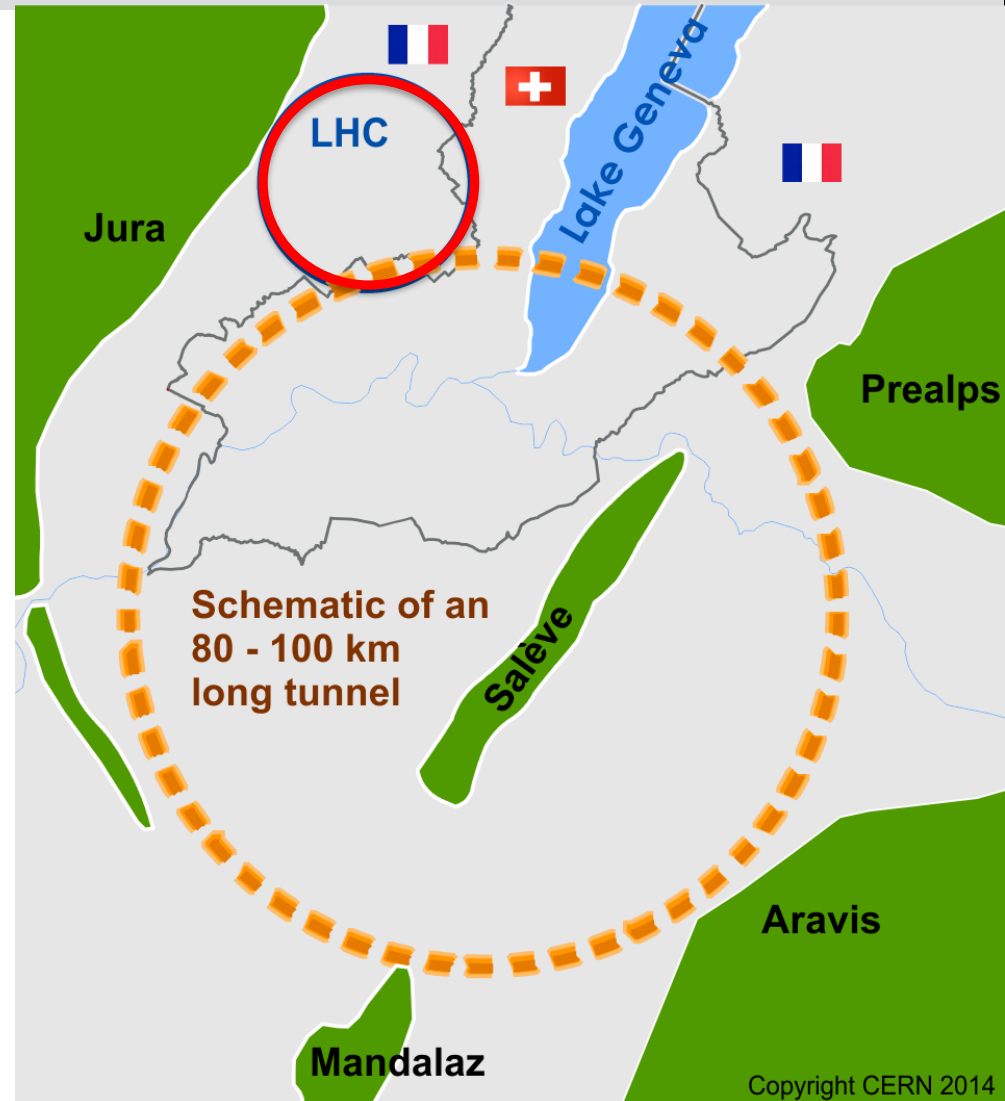 LHC
Lake Geneva
Jura
Prealps
Schematic of an
80 - 100 km
long tunnel
Salève
Aravis
Mandalaz
Copyright CERN 2014